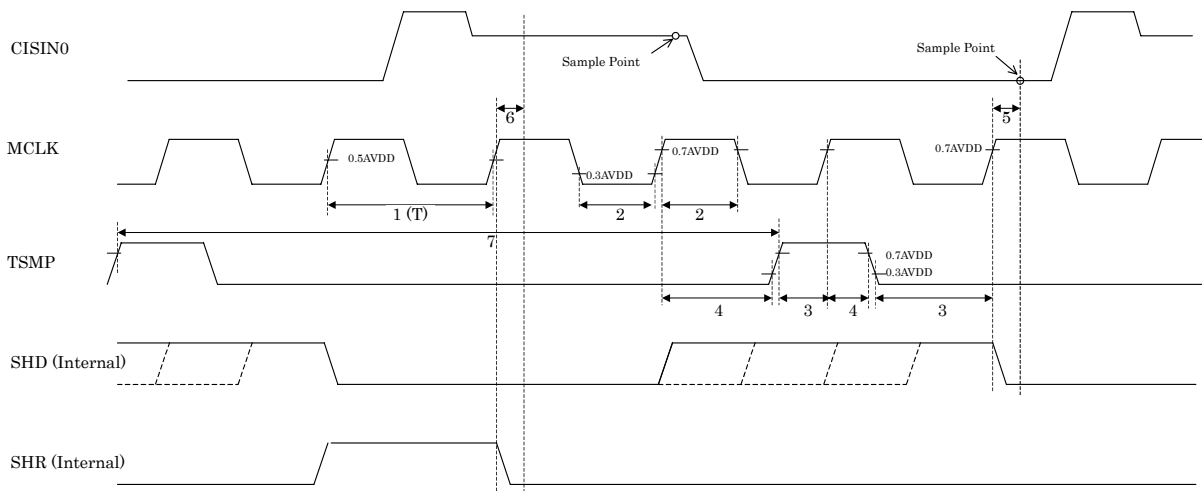 CISIN0
Sample Point
Sample Point
6
5
MCLK
0.5AVDD
0.3AVDD
0.7AVDD
0.7AVDD
1 (T)
2
2
7
TSMP
0.7AVDD
0.3AVDD
4
3
4
3
SHD (Internal)
SHR (Internal)